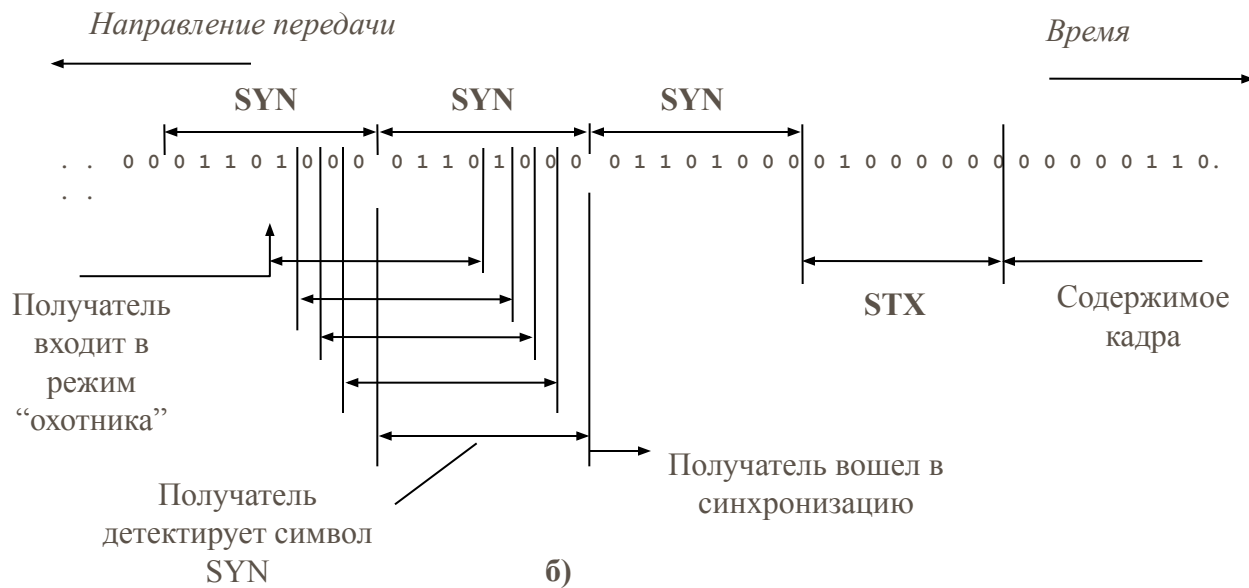 Направление передачи
Время
SYN SYN SYN
. . 0 0 0 1 1 0 1 0 0 0 0 1 1 0 1 0 0 0 0 1 1 0 1 0 0 0 0 1 0 0 0 0 0 0 0 0 0 0 0 1 1 0.
. .
Получатель
входит в
режим
“охотника”
STX
Содержимое
кадра
Получатель вошел в
синхронизацию
Получатель
детектирует символ
SYN
б)